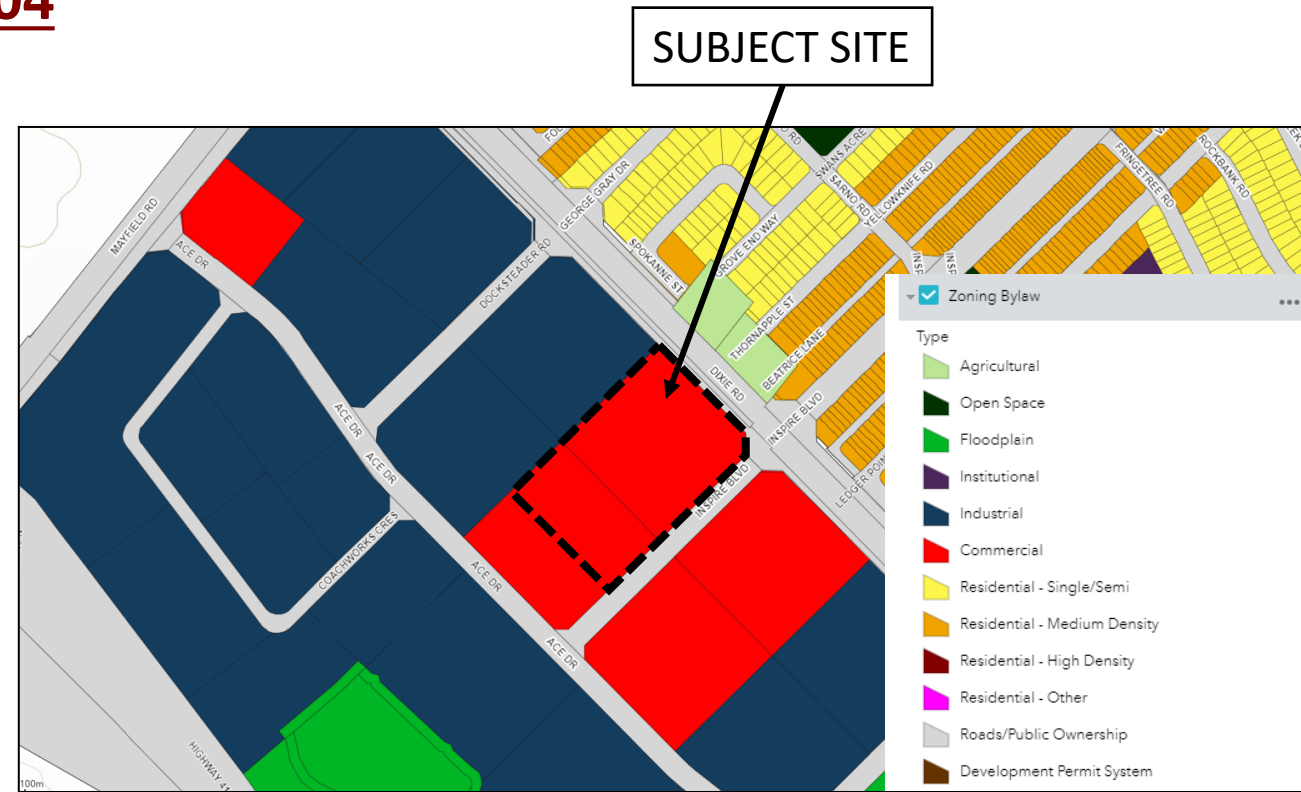 04
SUBJECT SITE
MAYFIELD RD
ACE DR
DOCKSTEADER RD
GEORGE GRAY DR
SPOKANNE ST
GROVE END WAY
SWANS ACRE
SARNO RD
YELLOWKNIFE RD
FRINGETREE RD
ROCKBANK RD
THORNAPPLE ST
BEATRICE LANE
DIXIE RD
INSPIRE BLVD
INSPIRE BLVD
ACE DR
ACE DR
COACHWORKS CRES
ACE DR
ACE DR
HIGHWAY 41
100m
Zoning Bylaw
Type
Agricultural
Open Space
Floodplain
Institutional
Industrial
Commercial
Residential - Single/Semi
Residential - Medium Density
Residential - High Density
Residential - Other
Roads/Public Ownership
Development Permit System